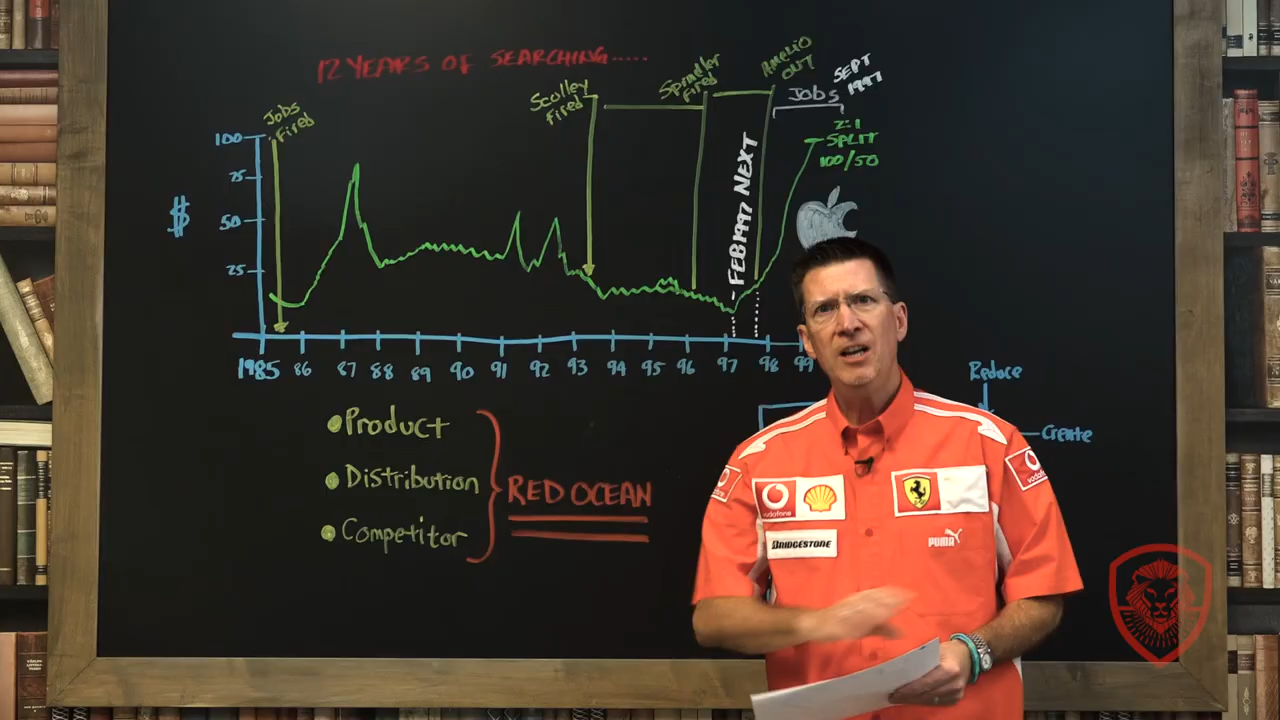 12 YEARS OF SEARCHING.....
Jobs
Fired
Sculley
fired
Spindler
Fired
Amelio
OUT
SEPT
1997
Jobs
2:1
SPLIT
100/50
100
75
50
25
$
- FEB 1997 NEXT
1985 86 87 88 89 90 91 92 93 94 95 96 97 98 99
Reduce
Create
• Product
• Distribution
• Competitor
RED OCEAN
vodafone
BRIDGESTONE
PUMA
vodafone
vodafone